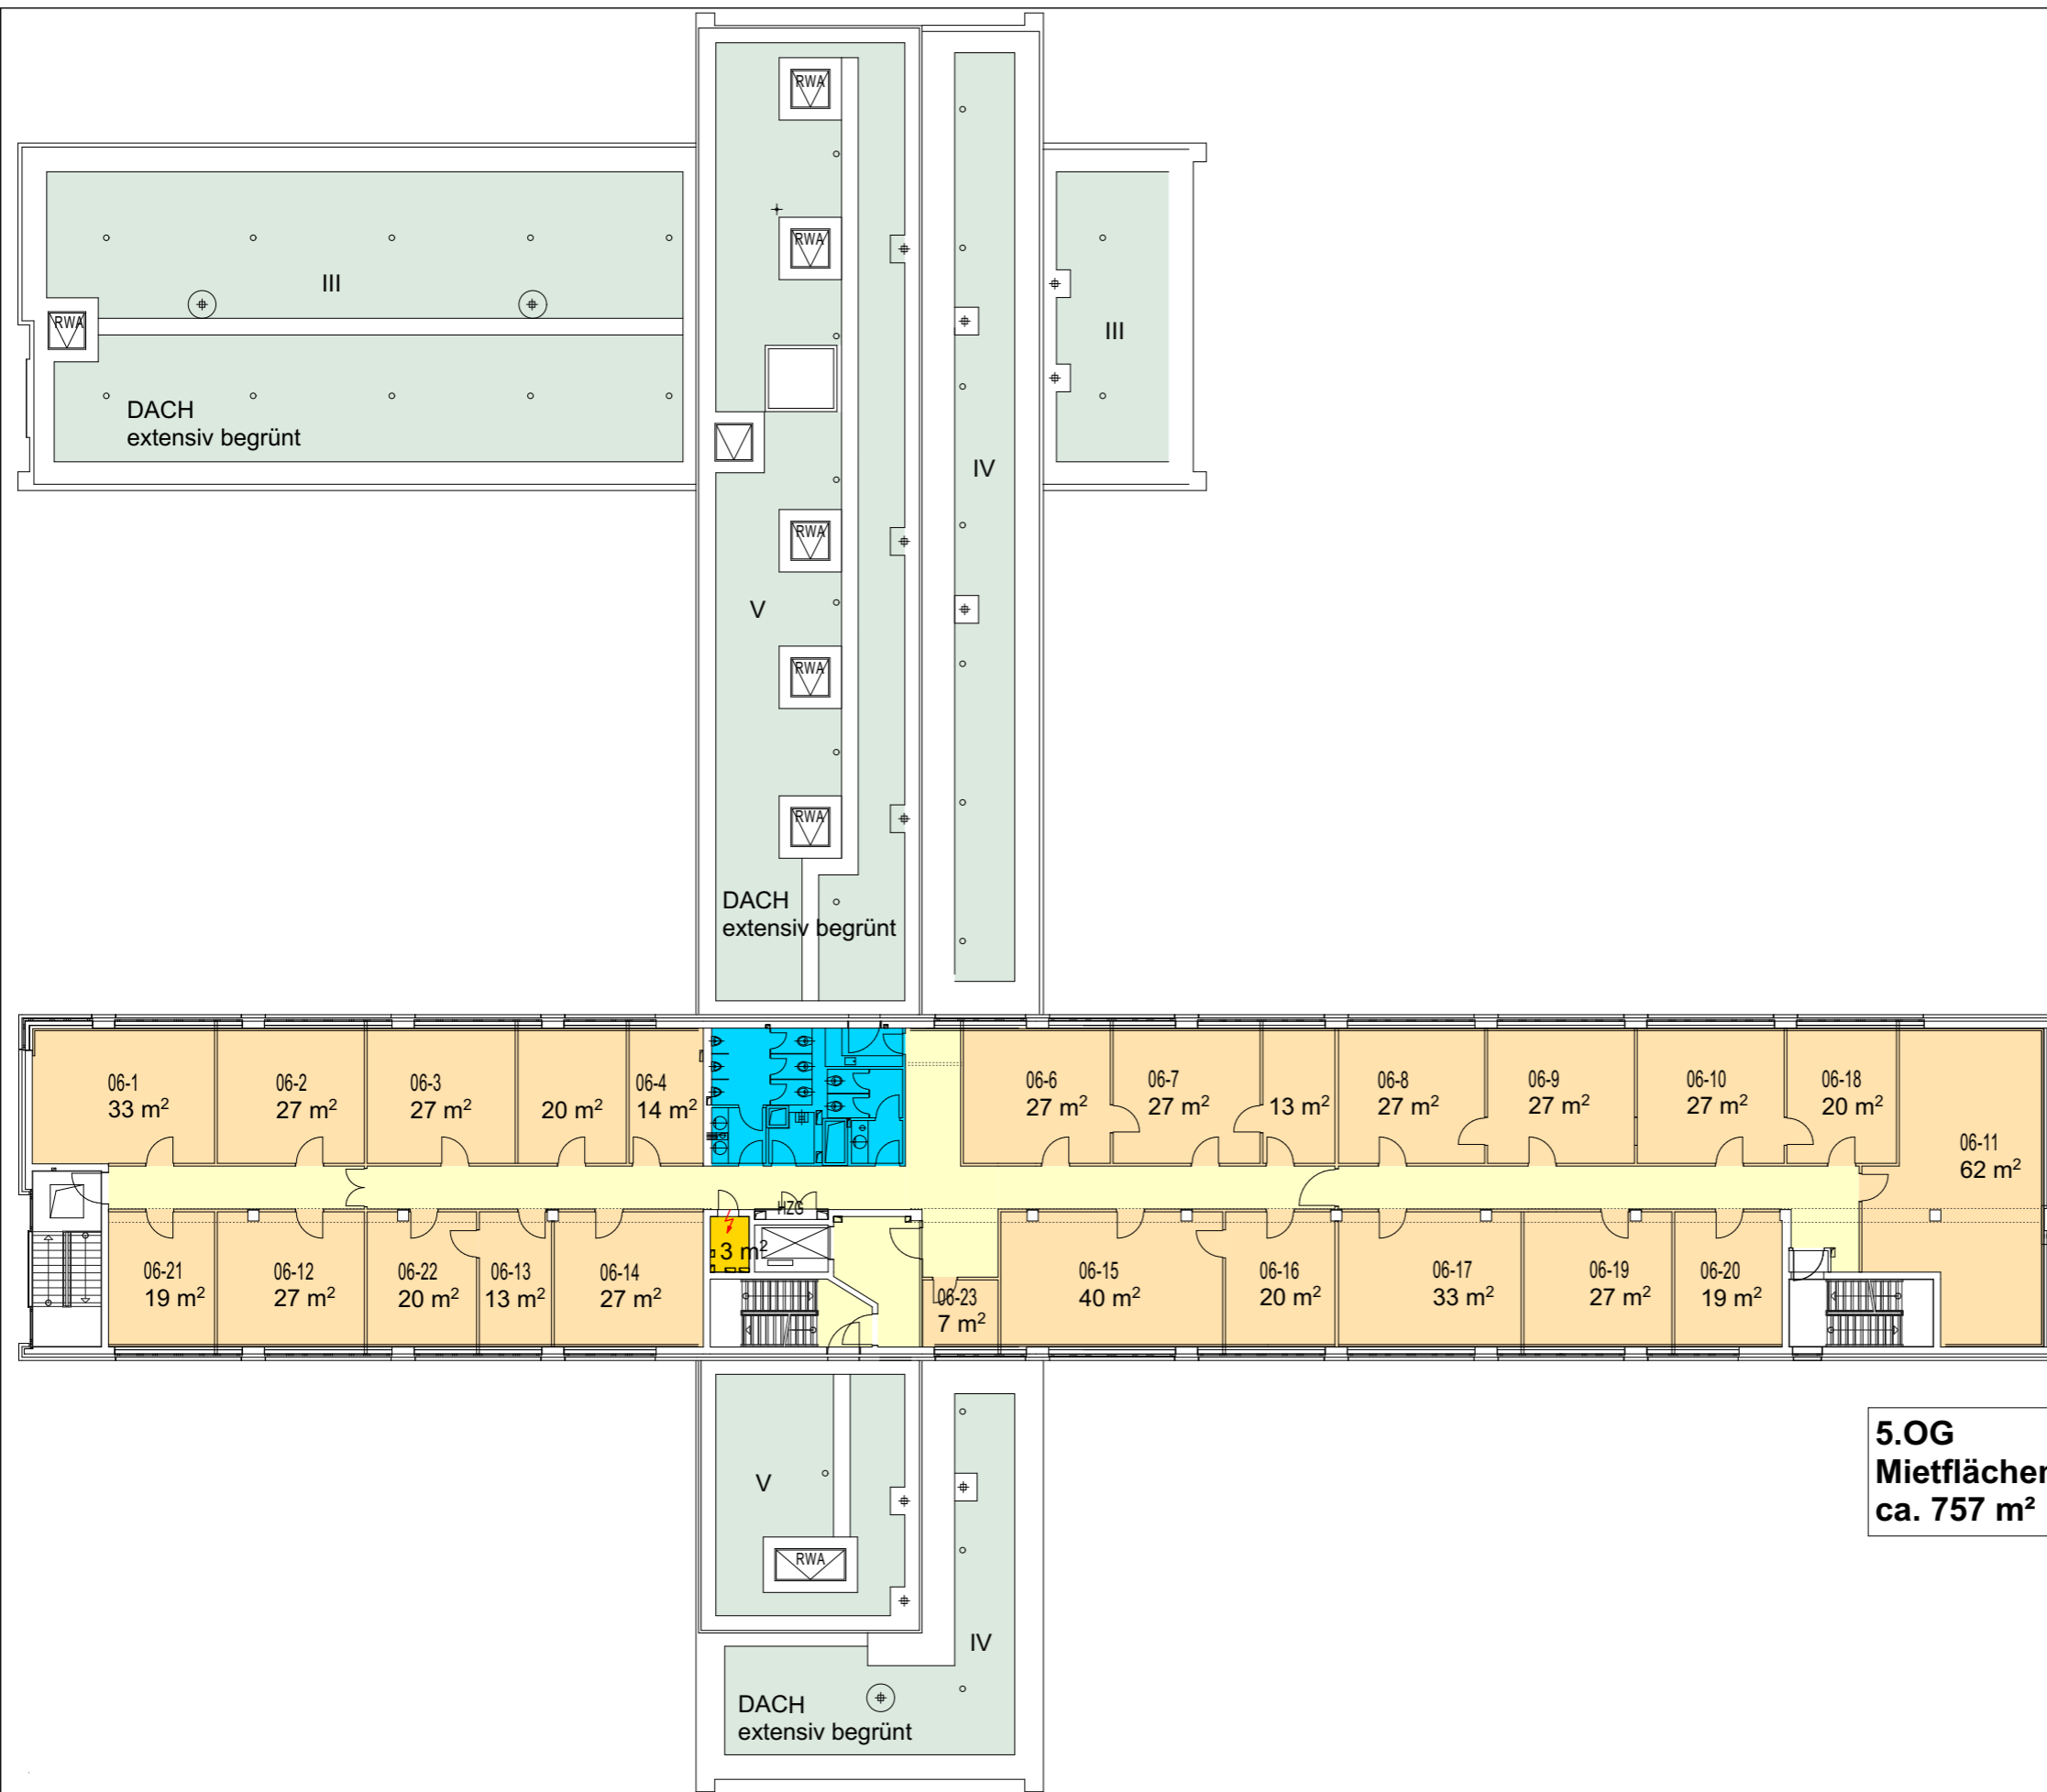 RWA
RWA
III
RWA
III
DACH
extensiv begrünt
IV
RWA
V
RWA
RWA
DACH
extensiv begrünt
06-1
33 m²
06-2
27 m²
06-3
27 m²
20 m²
06-4
14 m²
06-6
27 m²
06-7
27 m²
13 m²
06-8
27 m²
06-9
27 m²
06-10
27 m²
06-18
20 m²
06-11
62 m²
HZG
3 m²
06-21
19 m²
06-12
27 m²
06-22
20 m²
06-13
13 m²
06-14
27 m²
06-23
7 m²
06-15
40 m²
06-16
20 m²
06-17
33 m²
06-19
27 m²
06-20
19 m²
5.OG
Mietflächen
ca. 757 m²
V
RWA
IV
DACH
extensiv begrünt